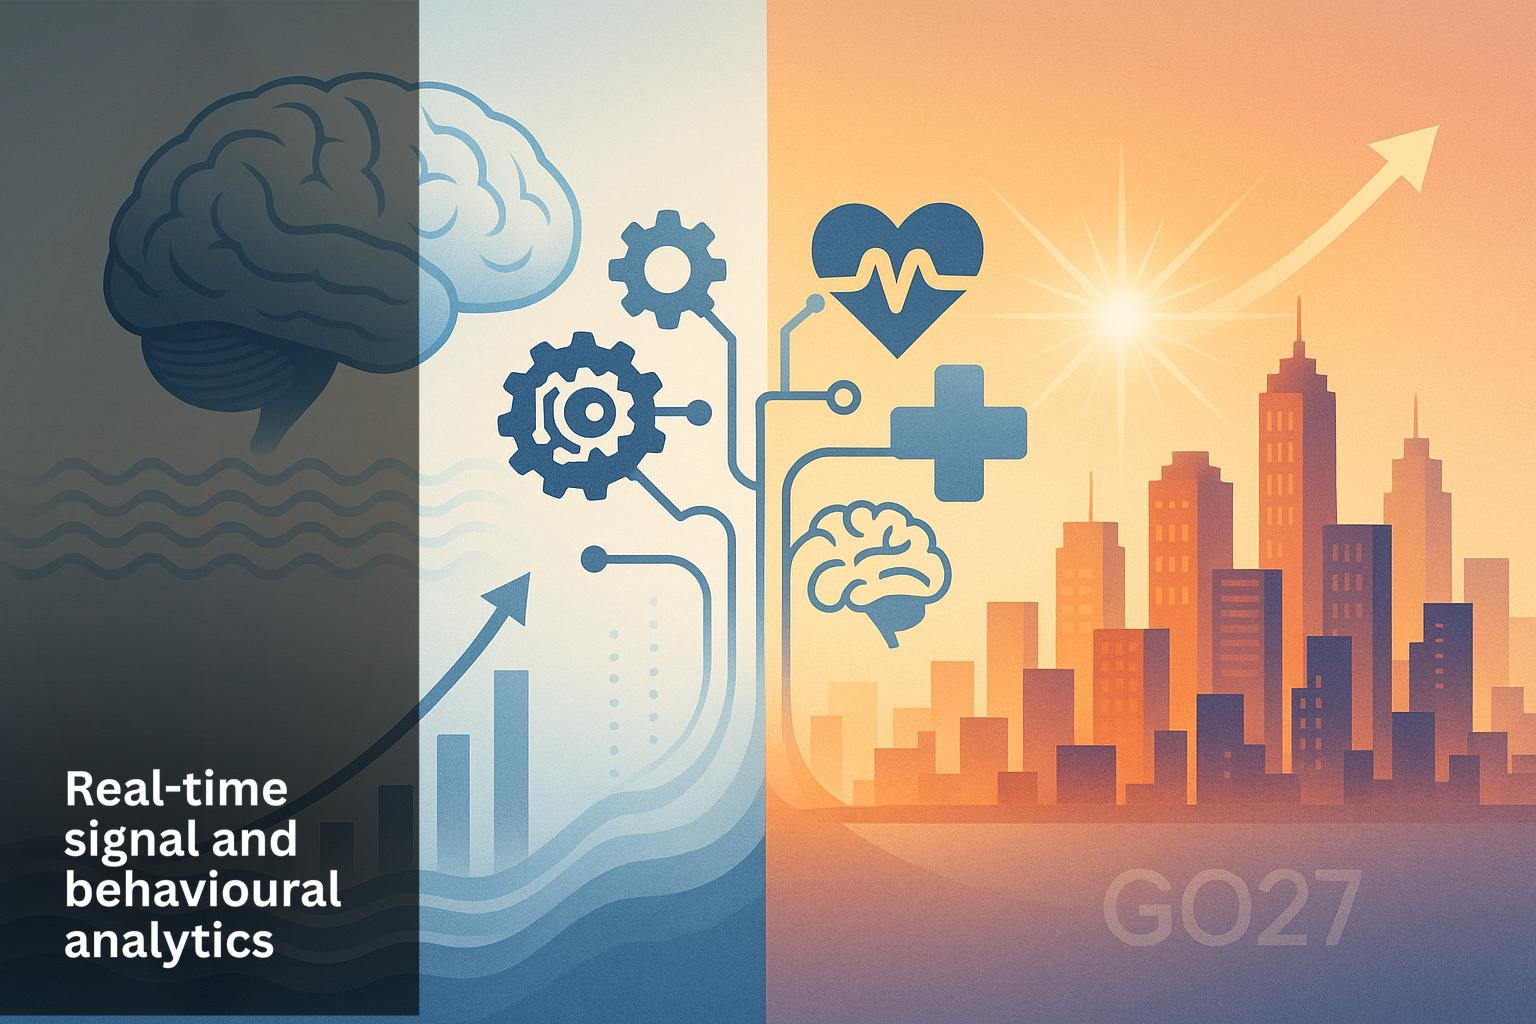 Real-time
signal and
behavioural
analytics
GO27